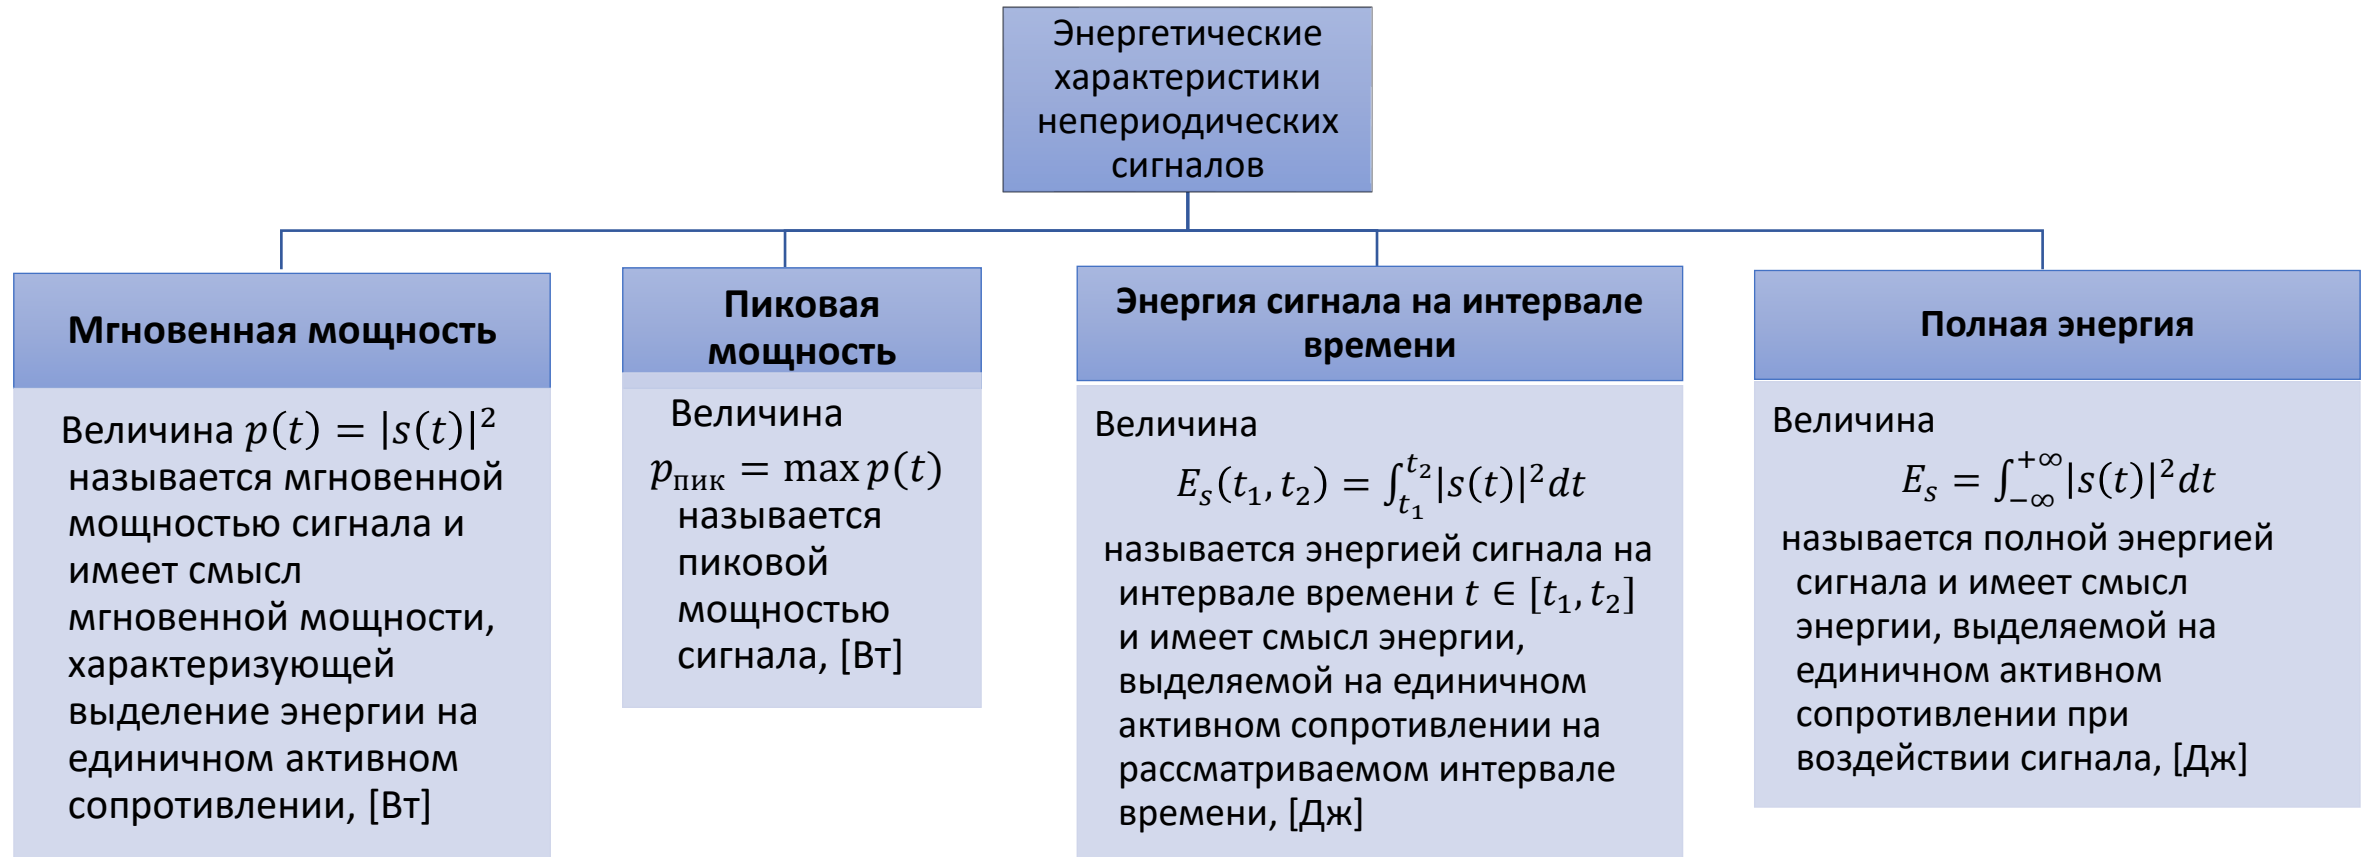 Энергетические
характеристики
непериодических
сигналов
Мгновенная мощность
Величина p(t) = |s(t)|²
называется мгновенной
мощностью сигнала и
имеет смысл
мгновенной мощности,
характеризующей
выделение энергии на
единичном активном
сопротивлении, [Вт]
Пиковая
мощность
Величина
p_пик = max p(t)
называется
пиковой
мощностью
сигнала, [Вт]
Энергия сигнала на интервале
времени
Величина
E_s(t₁, t₂) = ∫_{t₁}^{t₂}|s(t)|²dt
называется энергией сигнала на
интервале времени t ∈ [t₁, t₂]
и имеет смысл энергии,
выделяемой на единичном
активном сопротивлении на
рассматриваемом интервале
времени, [Дж]
Полная энергия
Величина
E_s = ∫_{−∞}^{+∞}|s(t)|²dt
называется полной энергией
сигнала и имеет смысл
энергии, выделяемой на
единичном активном
сопротивлении при
воздействии сигнала, [Дж]